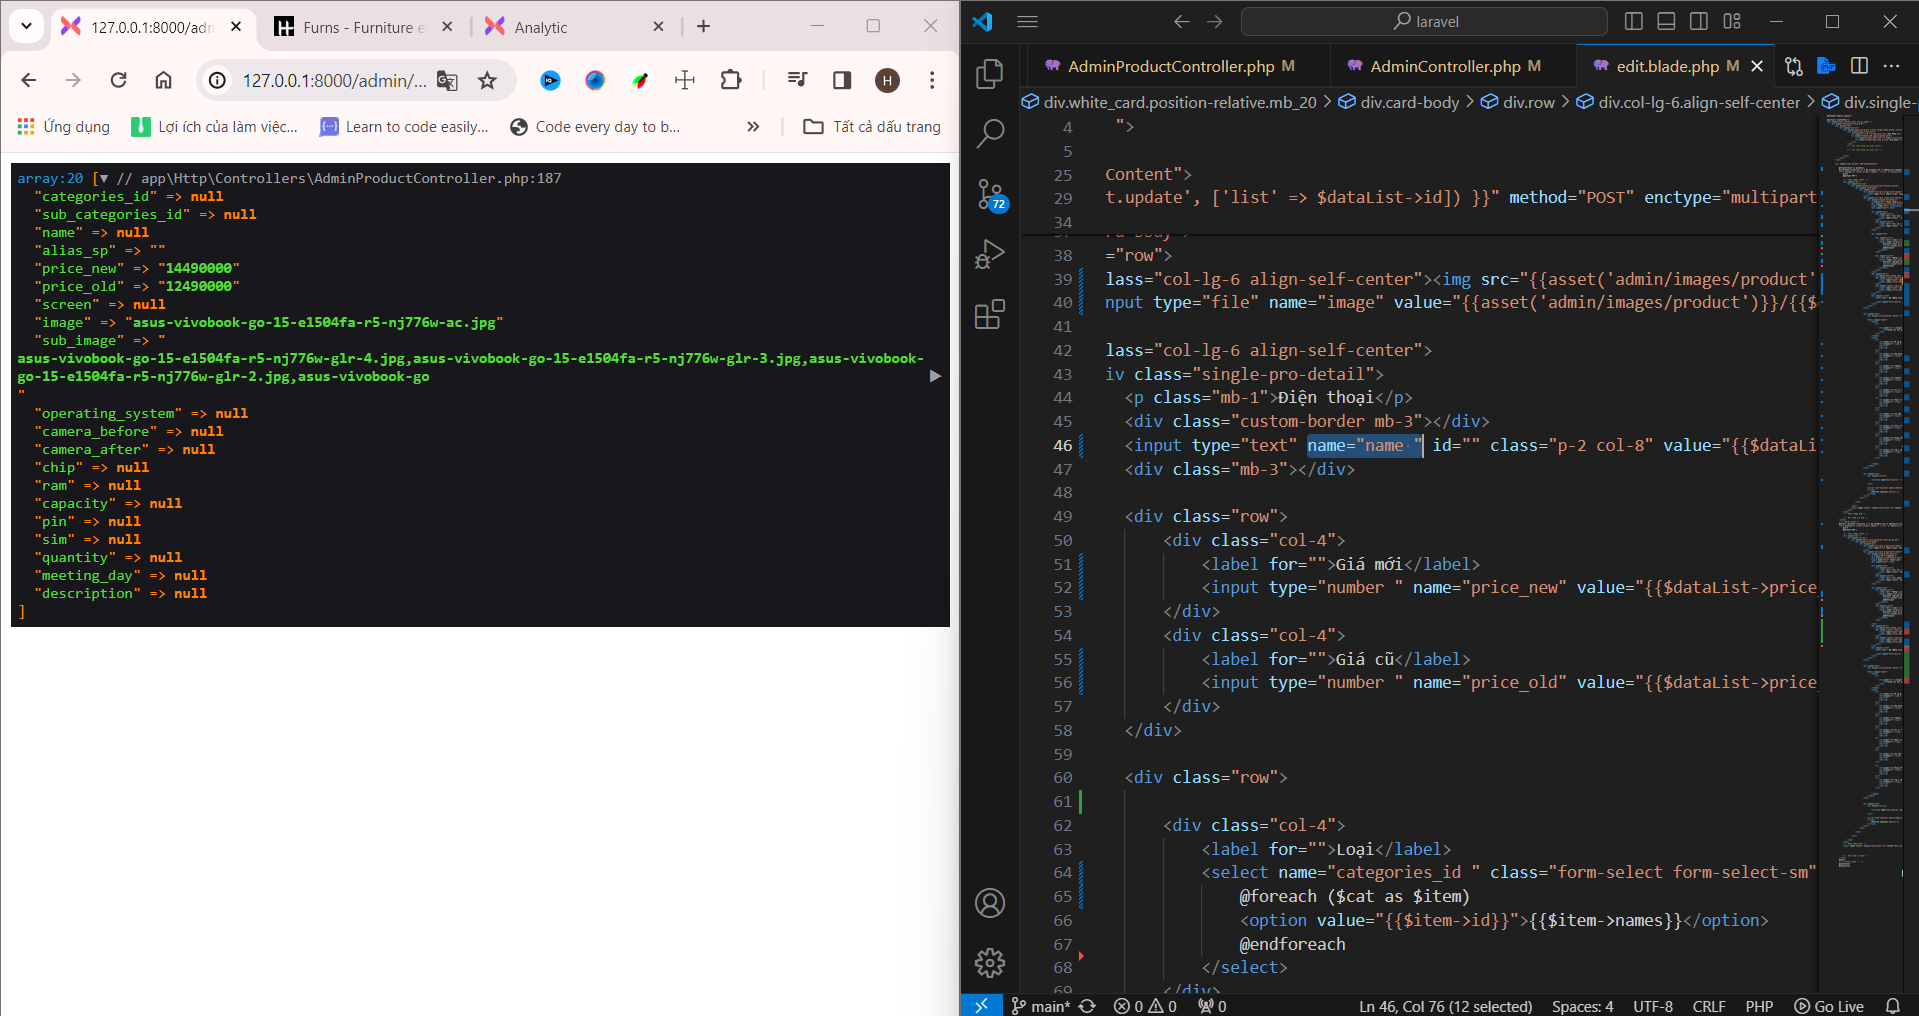 127.0.0.1:8000/adn
Furns - Furniture e
Analytic
127.0.0.1:8000/admin/...
H
Ứng dụng
Lợi ích của làm việc...
Learn to code easily...
Code every day to b...
Tất cả dấu trang
array:20 [▼ // app\Http\Controllers\AdminProductController.php:187
"categories_id" => null
"sub_categories_id" => null
"name" => null
"alias_sp" => ""
"price_new" => "14490000"
"price_old" => "12490000"
"screen" => null
"image" => "asus-vivobook-go-15-e1504fa-r5-nj776w-ac.jpg"
"sub_image" => "
asus-vivobook-go-15-e1504fa-r5-nj776w-glr-4.jpg,asus-vivobook-go-15-e1504fa-r5-nj776w-glr-3.jpg,asus-vivobook-
go-15-e1504fa-r5-nj776w-glr-2.jpg,asus-vivobook-go
"
"operating_system" => null
"camera_before" => null
"camera_after" => null
"chip" => null
"ram" => null
"capacity" => null
"pin" => null
"sim" => null
"quantity" => null
"meeting_day" => null
"description" => null
]
laravel
AdminProductController.php M
AdminController.php M
edit.blade.php M
div.white_card.position-relative.mb_20 > div.card-body > div.row > div.col-lg-6.align-self-center > div.single-
72
4 ">
5
25 Content">
29 t.update', ['list' => $dataList->id]) }}" method="POST" enctype="multipart
34
38 ="row">
39 lass="col-lg-6 align-self-center"><img src="{{asset('admin/images/product'
40 nput type="file" name="image" value="{{asset('admin/images/product')}}/{{$
41
42 lass="col-lg-6 align-self-center">
43 iv class="single-pro-detail">
44 <p class="mb-1">Điện thoại</p>
45 <div class="custom-border mb-3"></div>
46 <input type="text" name="name " id="" class="p-2 col-8" value="{{$dataLi
47 <div class="mb-3"></div>
48
49 <div class="row">
50 <div class="col-4">
51 <label for="">Giá mới</label>
52 <input type="number " name="price_new" value="{{$dataList->price_
53 </div>
54 <div class="col-4">
55 <label for="">Giá cũ</label>
56 <input type="number " name="price_old" value="{{$dataList->price_
57 </div>
58 </div>
59
60 <div class="row">
61
62 <div class="col-4">
63 <label for="">Loại</label>
64 <select name="categories_id " class="form-select form-select-sm"
65 @foreach ($cat as $item)
66 <option value="{{$item->id}}">{{$item->names}}</option>
67 @endforeach
68 </select>
69 </div>
main*
0 0
0
Ln 46, Col 76 (12 selected)
Spaces: 4
UTF-8
CRLF
PHP
Go Live